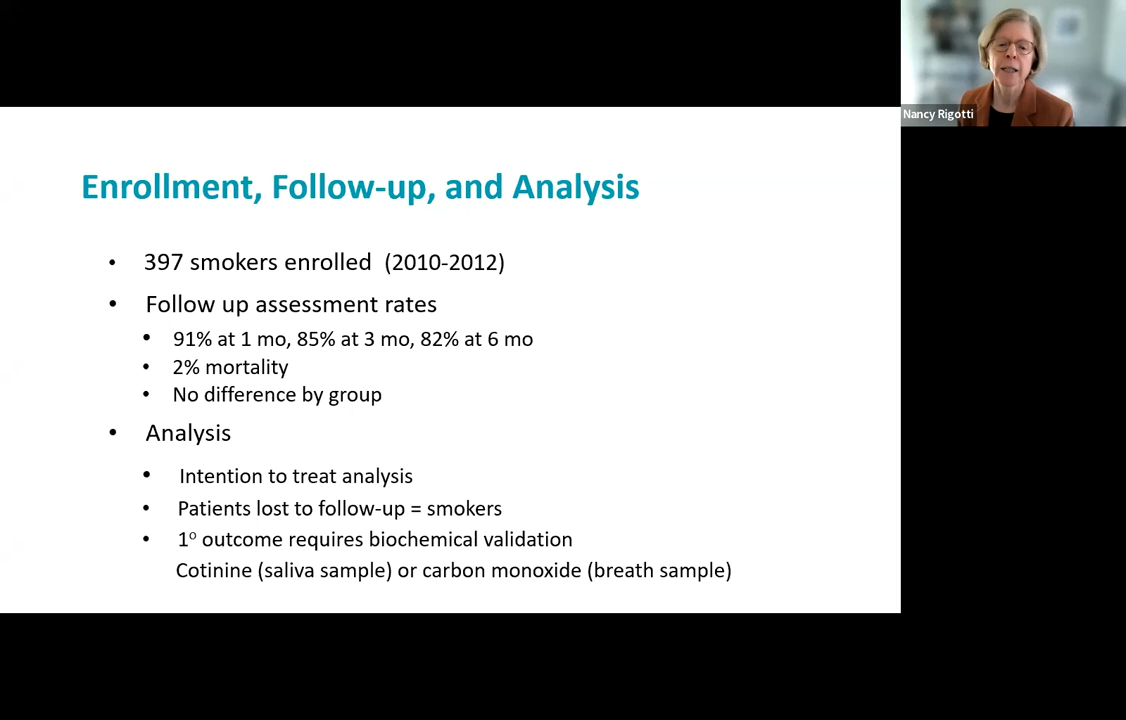 Nancy Rigotti
Enrollment, Follow-up, and Analysis
• 397 smokers enrolled (2010-2012)
• Follow up assessment rates
• 91% at 1 mo, 85% at 3 mo, 82% at 6 mo
• 2% mortality
• No difference by group
• Analysis
• Intention to treat analysis
• Patients lost to follow-up = smokers
• 1º outcome requires biochemical validation
Cotinine (saliva sample) or carbon monoxide (breath sample)